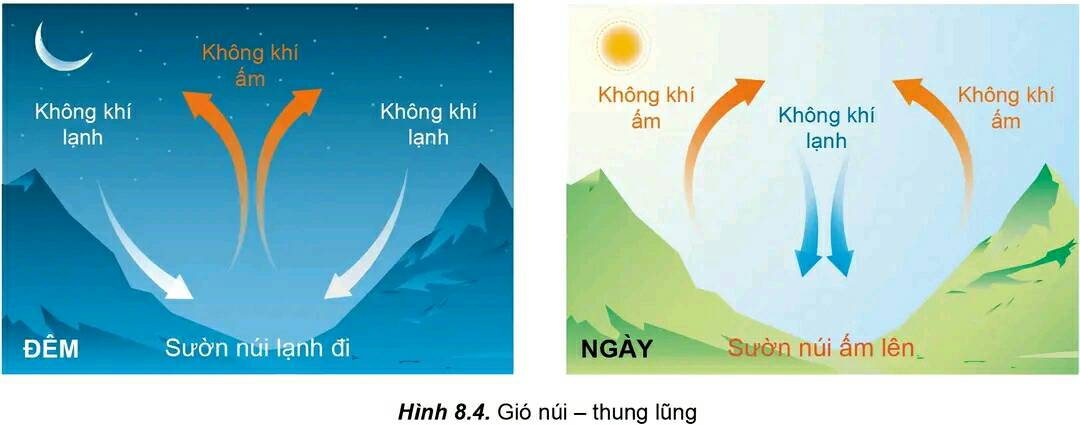 Không khí
ấm
Không khí
lạnh
Không khí
lạnh
ĐÊM
Sườn núi lạnh đi
Không khí
ấm
Không khí
lạnh
Không khí
ấm
NGÀY
Sườn núi ấm lên
Hình 8.4. Gió núi – thung lũng